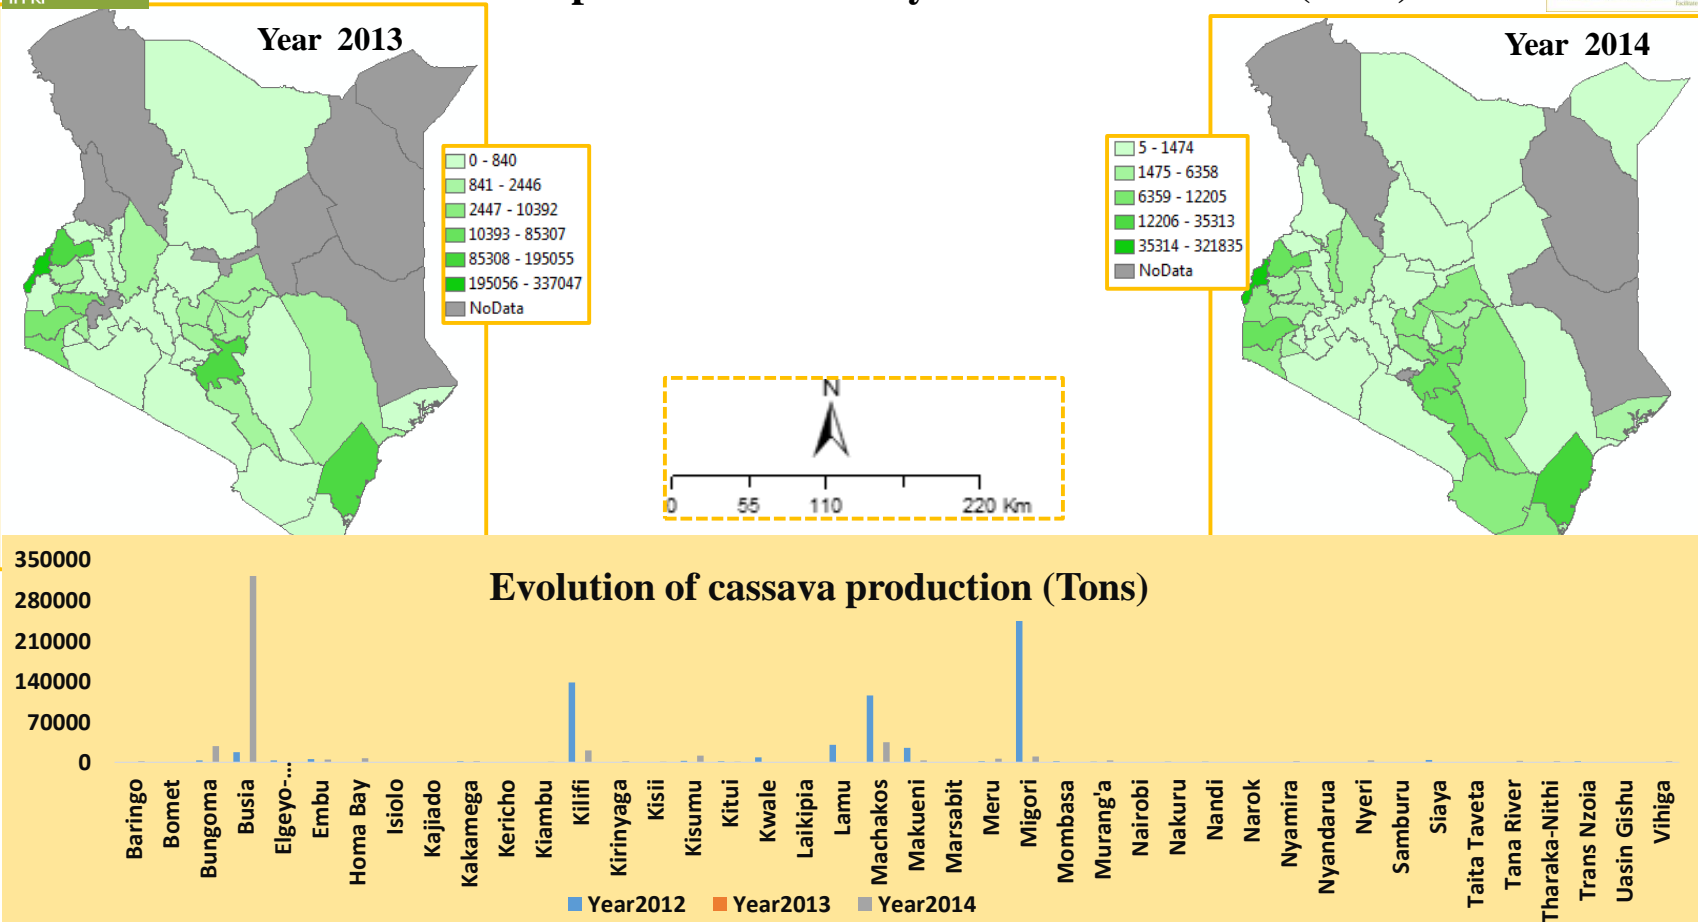 Year 2013
Year 2014
0 - 840
841 - 2446
2447 - 10392
10393 - 85307
85308 - 195055
195056 - 337047
NoData
5 - 1474
1475 - 6358
6359 - 12205
12206 - 35313
35314 - 321835
NoData
N
0 55 110 220 Km
Evolution of cassava production (Tons)
350000
280000
210000
140000
70000
0
Baringo
Bomet
Bungoma
Busia
Elgeyo-...
Embu
Homa Bay
Isiolo
Kajiado
Kakamega
Kericho
Kiambu
Kilifi
Kirinyaga
Kisii
Kisumu
Kitui
Kwale
Laikipia
Lamu
Machakos
Makueni
Marsabit
Meru
Migori
Mombasa
Murang'a
Nairobi
Nakuru
Nandi
Narok
Nyamira
Nyandarua
Nyeri
Samburu
Siaya
Taita Taveta
Tana River
Tharaka-Nithi
Trans Nzoia
Uasin Gishu
Vihiga
Year2012 Year2013 Year2014